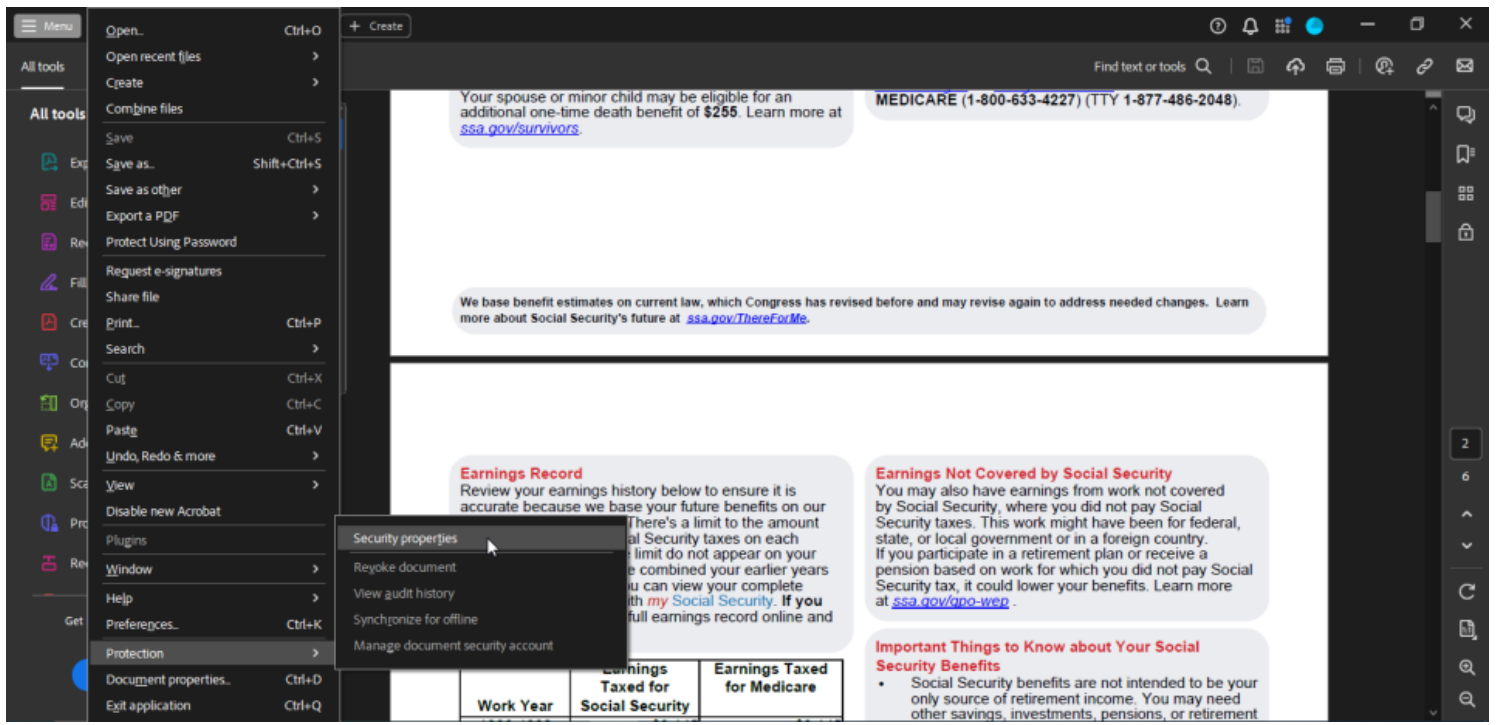 Menu
+ Create
All tools
Find text or tools
All tools
Exp
Edi
Re
Fill
Cre
Co
Org
Ad
Sca
Pro
Re
Get
Open... Ctrl+O
Open recent files
Create
Combine files
Save Ctrl+S
Save as... Shift+Ctrl+S
Save as other
Export a PDF
Protect Using Password
Request e-signatures
Share file
Print... Ctrl+P
Search
Cut Ctrl+X
Copy Ctrl+C
Paste Ctrl+V
Undo, Redo & more
View
Disable new Acrobat
Plugins
Window
Help
Preferences... Ctrl+K
Protection
Document properties... Ctrl+D
Exit application Ctrl+Q
Security properties
Revoke document
View audit history
Synchronize for offline
Manage document security account
Your spouse or minor child may be eligible for an
additional one-time death benefit of $255. Learn more at
ssa.gov/survivors.
MEDICARE (1-800-633-4227) (TTY 1-877-486-2048).
We base benefit estimates on current law, which Congress has revised before and may revise again to address needed changes. Learn
more about Social Security's future at ssa.gov/ThereForMe.
Earnings Record
Review your earnings history below to ensure it is
accurate because we base your future benefits on our
There's a limit to the amount
al Security taxes on each
limit do not appear on your
e combined your earlier years
u can view your complete
ith my Social Security. If you
full earnings record online and
Work Year
Earnings
Taxed for
Social Security
Earnings Taxed
for Medicare
Earnings Not Covered by Social Security
You may also have earnings from work not covered
by Social Security, where you did not pay Social
Security taxes. This work might have been for federal,
state, or local government or in a foreign country.
If you participate in a retirement plan or receive a
pension based on work for which you did not pay Social
Security tax, it could lower your benefits. Learn more
at ssa.gov/gpo-wep .
Important Things to Know about Your Social
Security Benefits
• Social Security benefits are not intended to be your
only source of retirement income. You may need
other savings, investments, pensions, or retirement
2
6